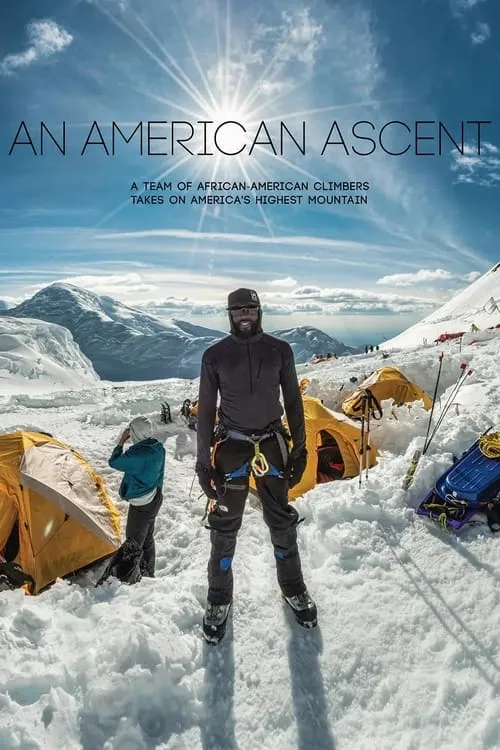 AN AMERICAN ASCENT
A TEAM OF AFRICAN-AMERICAN CLIMBERS
TAKES ON AMERICA'S HIGHEST MOUNTAIN